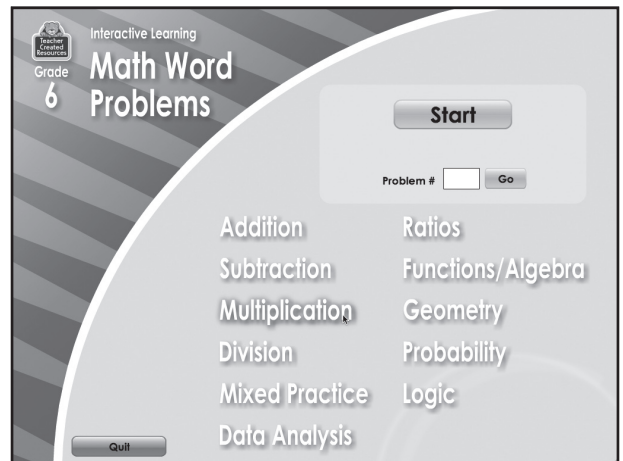 Teacher
Created
Resources
Interactive Learning
Grade
6
Math Word
Problems
Start
Problem #
Go
Addition
Subtraction
Multiplication
Division
Mixed Practice
Data Analysis
Ratios
Functions/Algebra
Geometry
Probability
Logic
Quit